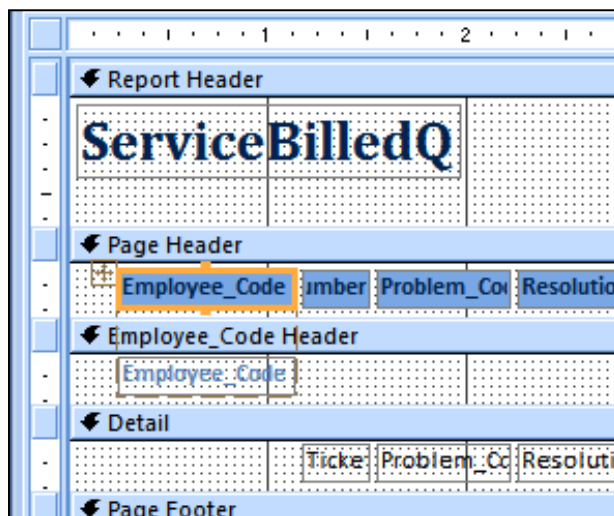 1 2
Report Header
ServiceBilledQ
Page Header
Employee_Code umber Problem_Co Resolutio
Employee_Code Header
Employee_Code
Detail
Ticke Problem_Cc Resoluti
Page Footer